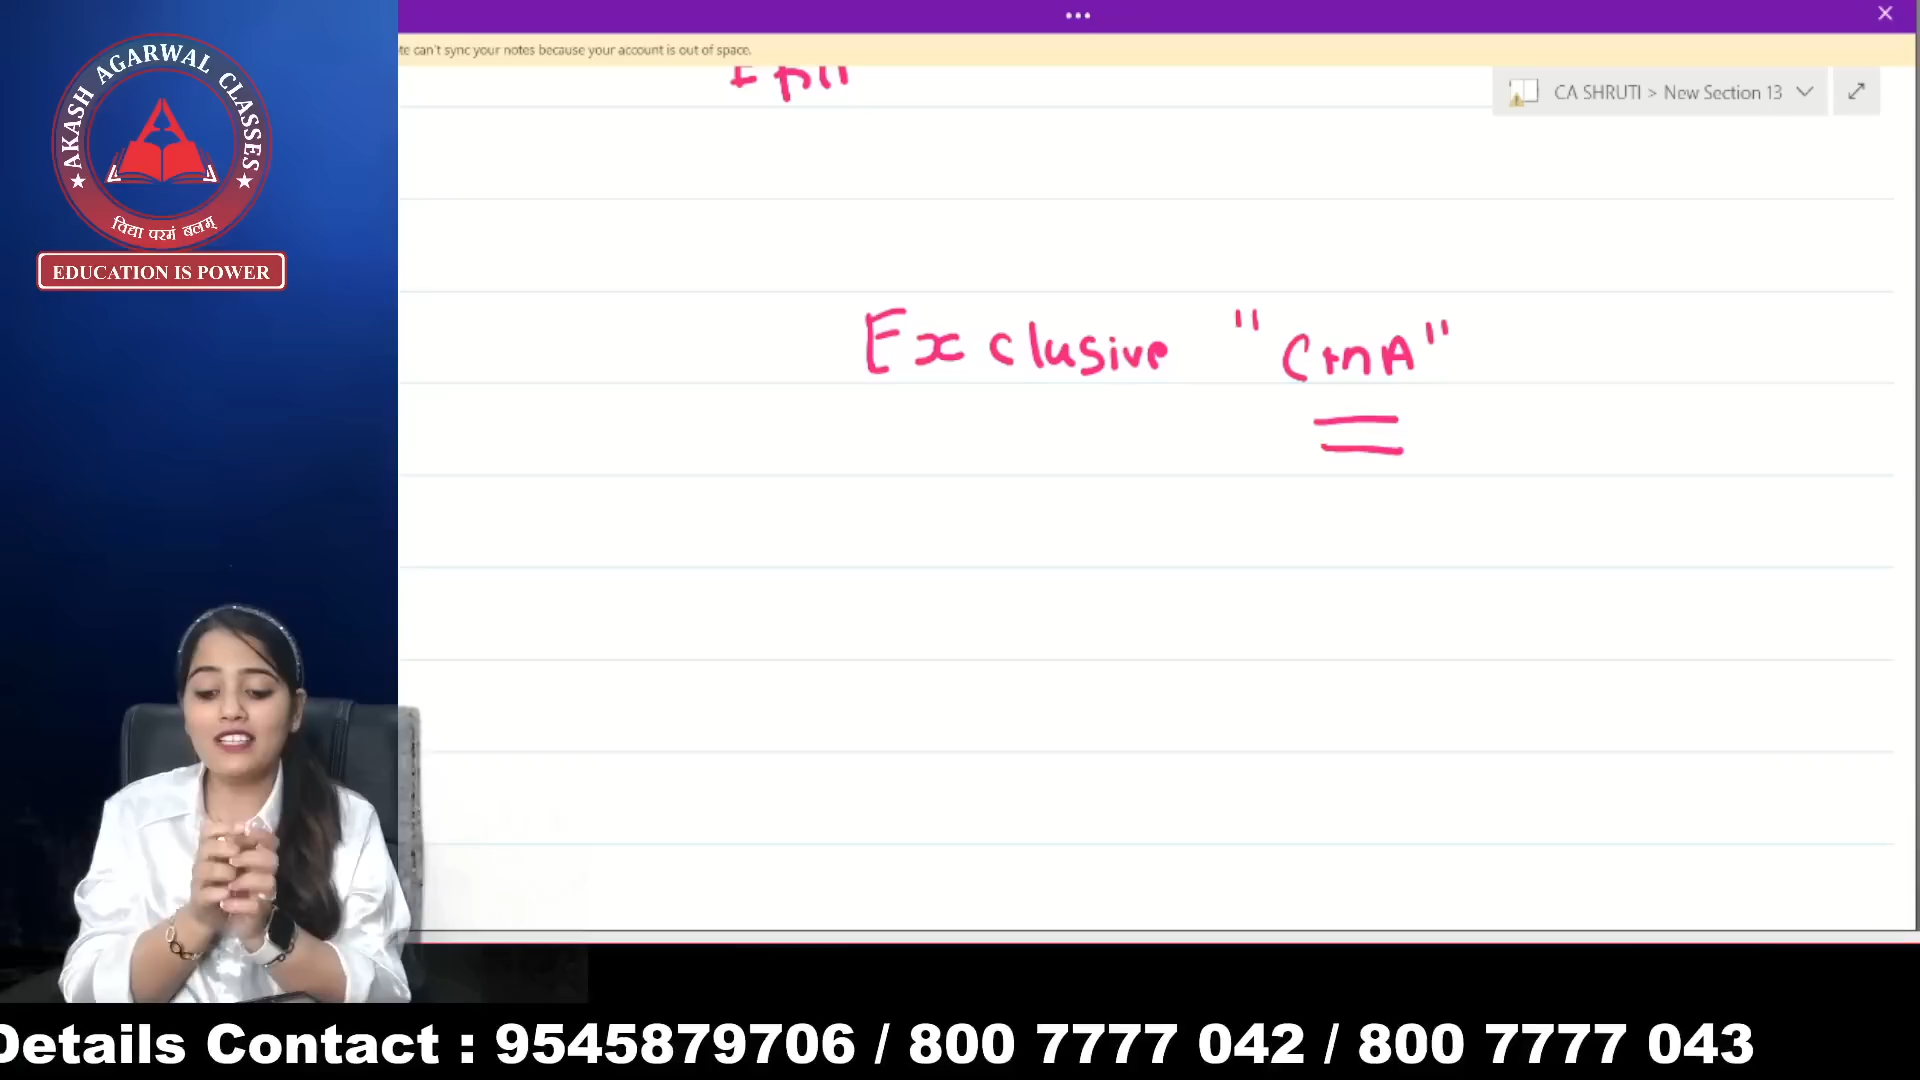 AKASH AGARWAL CLASSES
विद्या परमं बलम्
EDUCATION IS POWER
te can't sync your notes because your account is out of space.
CA SHRUTI > New Section 13
Exclusive "CMA"
Details Contact : 9545879706 / 800 7777 042 / 800 7777 043